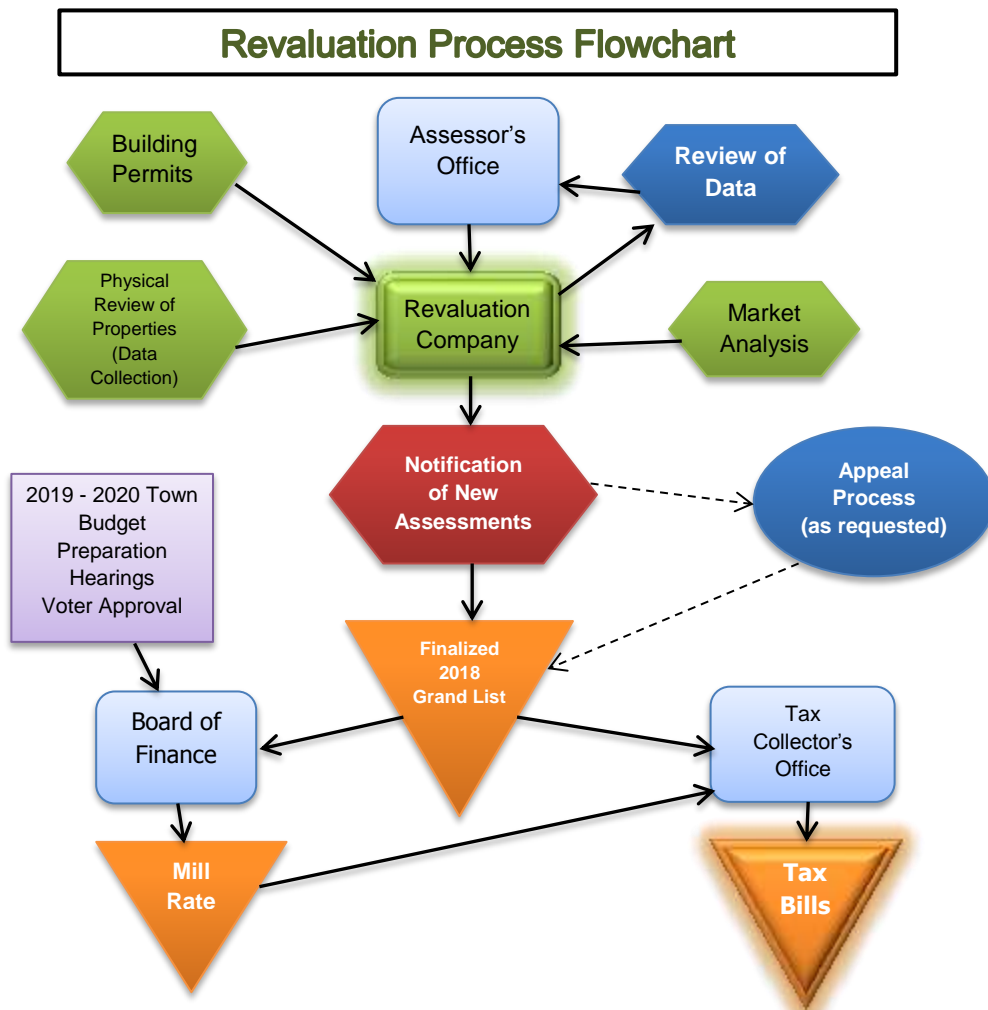 Revaluation Process Flowchart
Building
Permits
Assessor's
Office
Review of
Data
Physical
Review of
Properties
(Data
Collection)
Revaluation
Company
Market
Analysis
Notification
of New
Assessments
Appeal
Process
(as requested)
2019 - 2020 Town
Budget
Preparation
Hearings
Voter Approval
Finalized
2018
Grand List
Board of
Finance
Tax
Collector's
Office
Mill
Rate
Tax
Bills